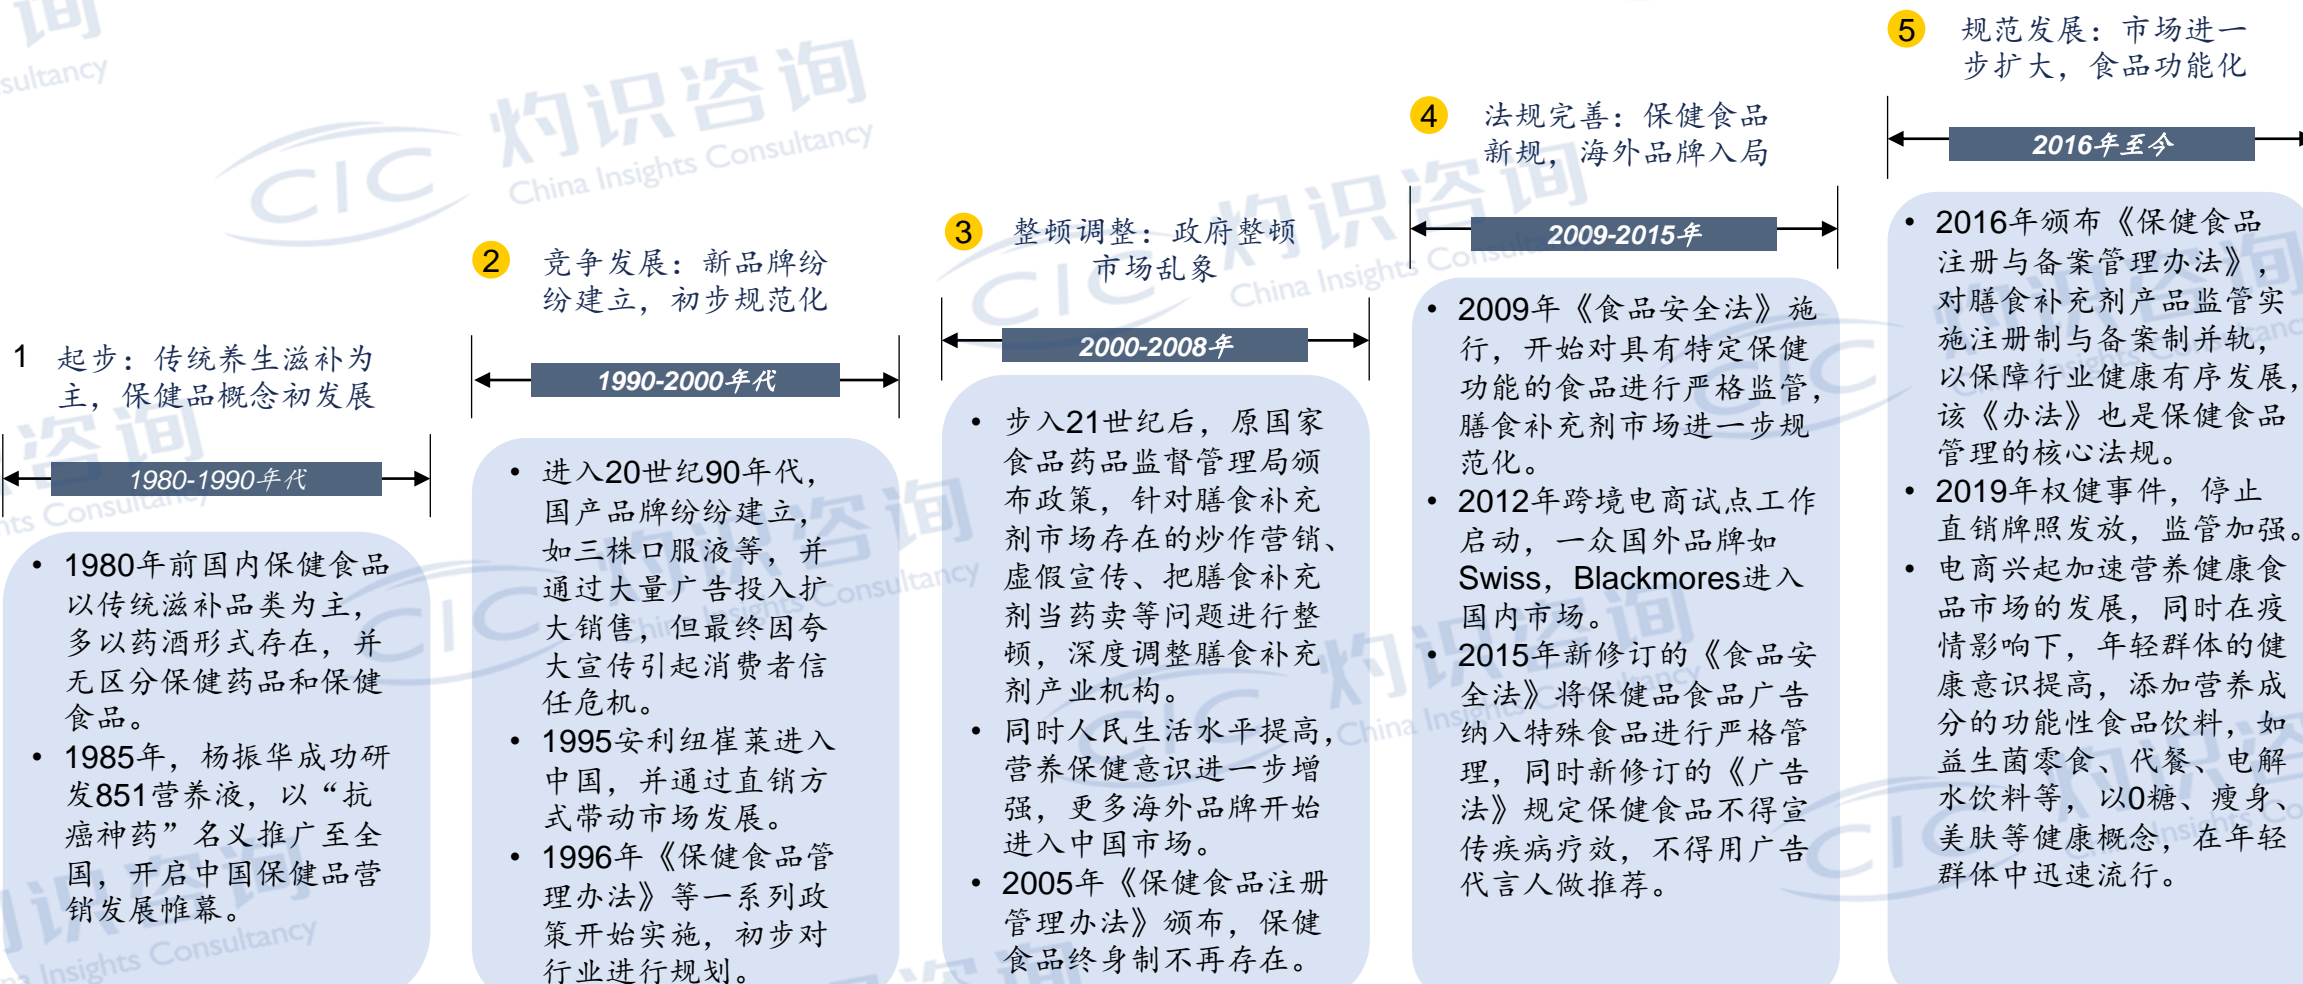 1
起步：传统养生滋补为
主，保健品概念初发展
1980-1990年代
• 1980年前国内保健食品
以传统滋补品类为主，
多以药酒形式存在，并
无区分保健药品和保健
食品。
• 1985年，杨振华成功研
发851营养液，以“抗
癌神药”名义推广至全
国，开启中国保健品营
销发展帷幕。
2
竞争发展：新品牌纷
纷建立，初步规范化
1990-2000年代
• 进入20世纪90年代，
国产品牌纷纷建立，
如三株口服液等，并
通过大量广告投入扩
大销售，但最终因夸
大宣传引起消费者信
任危机。
• 1995安利纽崔莱进入
中国，并通过直销方
式带动市场发展。
• 1996年《保健食品管
理办法》等一系列政
策开始实施，初步对
行业进行规划。
3
整顿调整：政府整顿
市场乱象
2000-2008年
• 步入21世纪后，原国家
食品药品监督管理局颁
布政策，针对膳食补充
剂市场存在的炒作营销、
虚假宣传、把膳食补充
剂当药卖等问题进行整
顿，深度调整膳食补充
剂产业机构。
• 同时人民生活水平提高，
营养保健意识进一步增
强，更多海外品牌开始
进入中国市场。
• 2005年《保健食品注册
管理办法》颁布，保健
食品终身制不再存在。
4
法规完善：保健食品
新规，海外品牌入局
2009-2015年
• 2009年《食品安全法》施
行，开始对具有特定保健
功能的食品进行严格监管，
膳食补充剂市场进一步规
范化。
• 2012年跨境电商试点工作
启动，一众国外品牌如
Swiss，Blackmores进入
国内市场。
• 2015年新修订的《食品安
全法》将保健品食品广告
纳入特殊食品进行严格管
理，同时新修订的《广告
法》规定保健食品不得宣
传疾病疗效，不得用广告
代言人做推荐。
5
规范发展：市场进一
步扩大，食品功能化
2016年至今
• 2016年颁布《保健食品
注册与备案管理办法》，
对膳食补充剂产品监管实
施注册制与备案制并轨，
以保障行业健康有序发展，
该《办法》也是保健食品
管理的核心法规。
• 2019年权健事件，停止
直销牌照发放，监管加强。
• 电商兴起加速营养健康食
品市场的发展，同时在疫
情影响下，年轻群体的健
康意识提高，添加营养成
分的功能性食品饮料，如
益生菌零食、代餐、电解
水饮料等，以0糖、瘦身、
美肤等健康概念，在年轻
群体中迅速流行。
CIC 灼识咨询
China Insights Consultancy